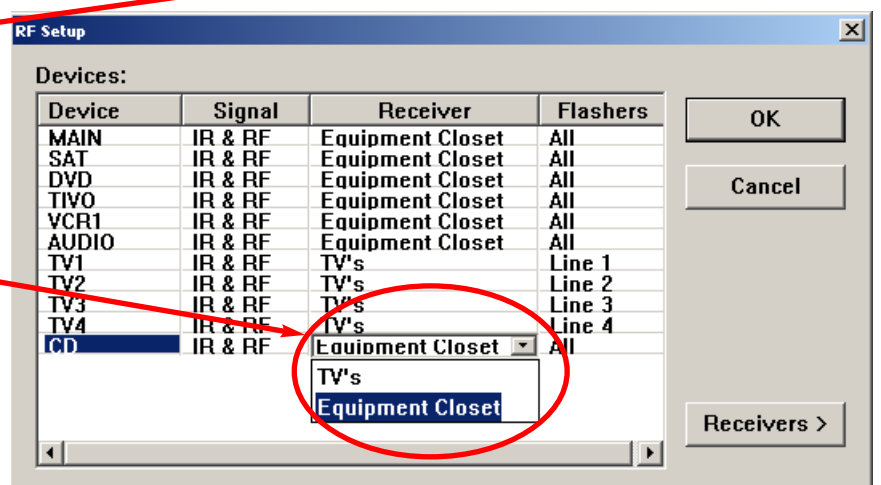 RF Setup
Devices:
Device Signal Receiver Flashers
MAIN IR & RF Equipment Closet All
SAT IR & RF Equipment Closet All
DVD IR & RF Equipment Closet All
TIVO IR & RF Equipment Closet All
VCR1 IR & RF Equipment Closet All
AUDIO IR & RF Equipment Closet All
TV1 IR & RF TV's Line 1
TV2 IR & RF TV's Line 2
TV3 IR & RF TV's Line 3
TV4 IR & RF TV's Line 4
CD IR & RF Equipment Closet All
TV's
Equipment Closet
OK
Cancel
Receivers >